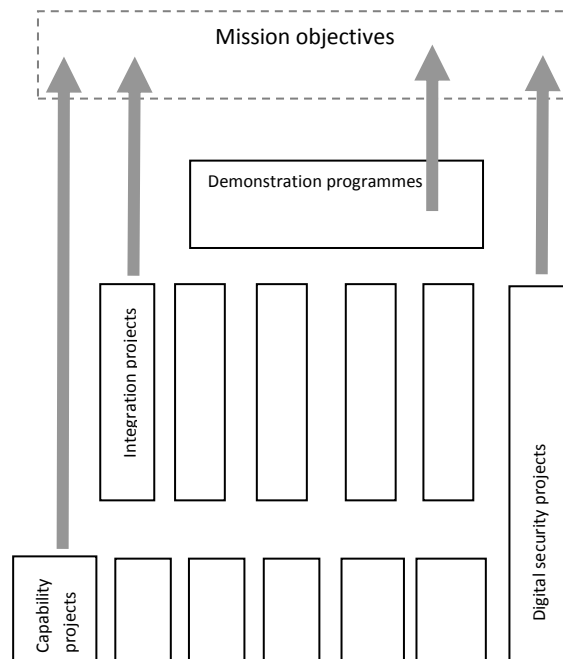 Mission objectives
Demonstration programmes
Integration projects
Digital security projects
Capability
projects